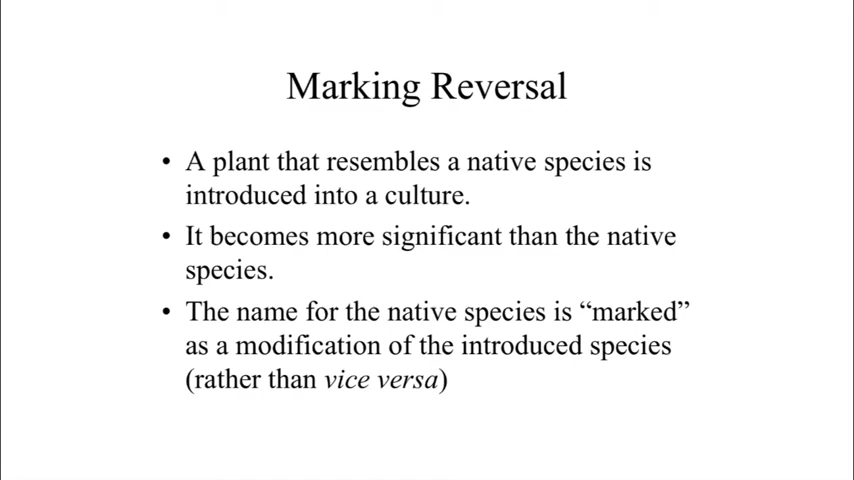 Marking Reversal
• A plant that resembles a native species is
introduced into a culture.
• It becomes more significant than the native
species.
• The name for the native species is “marked”
as a modification of the introduced species
(rather than vice versa)